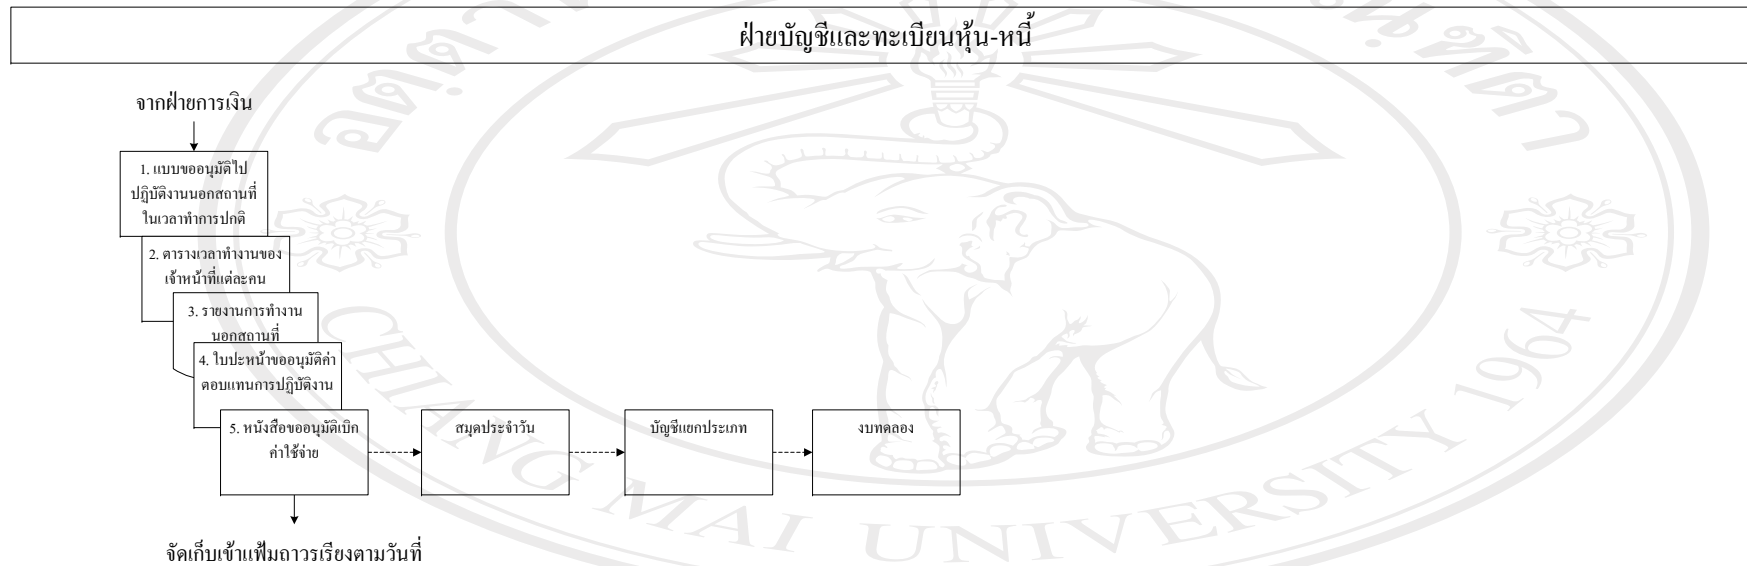 ฝ่ายบัญชีและทะเบียนหุ้น-หนี้
จากฝ่ายการเงิน
1. แบบขออนุมัติไป
ปฏิบัติงานนอกสถานที่
ในเวลาทำการปกติ
2. ตารางเวลาทำงานของ
เจ้าหน้าที่แต่ละคน
3. รายงานการทำงาน
นอกสถานที่
4. ใบปะหน้าขออนุมัติค่า
ตอบแทนการปฏิบัติงาน
5. หนังสือขออนุมัติเบิก
ค่าใช้จ่าย
สมุดประจำวัน
บัญชีแยกประเภท
งบทดลอง
จัดเก็บเข้าแฟ้มถาวรเรียงตามวันที่
CHIANG MAI UNIVERSITY 1964